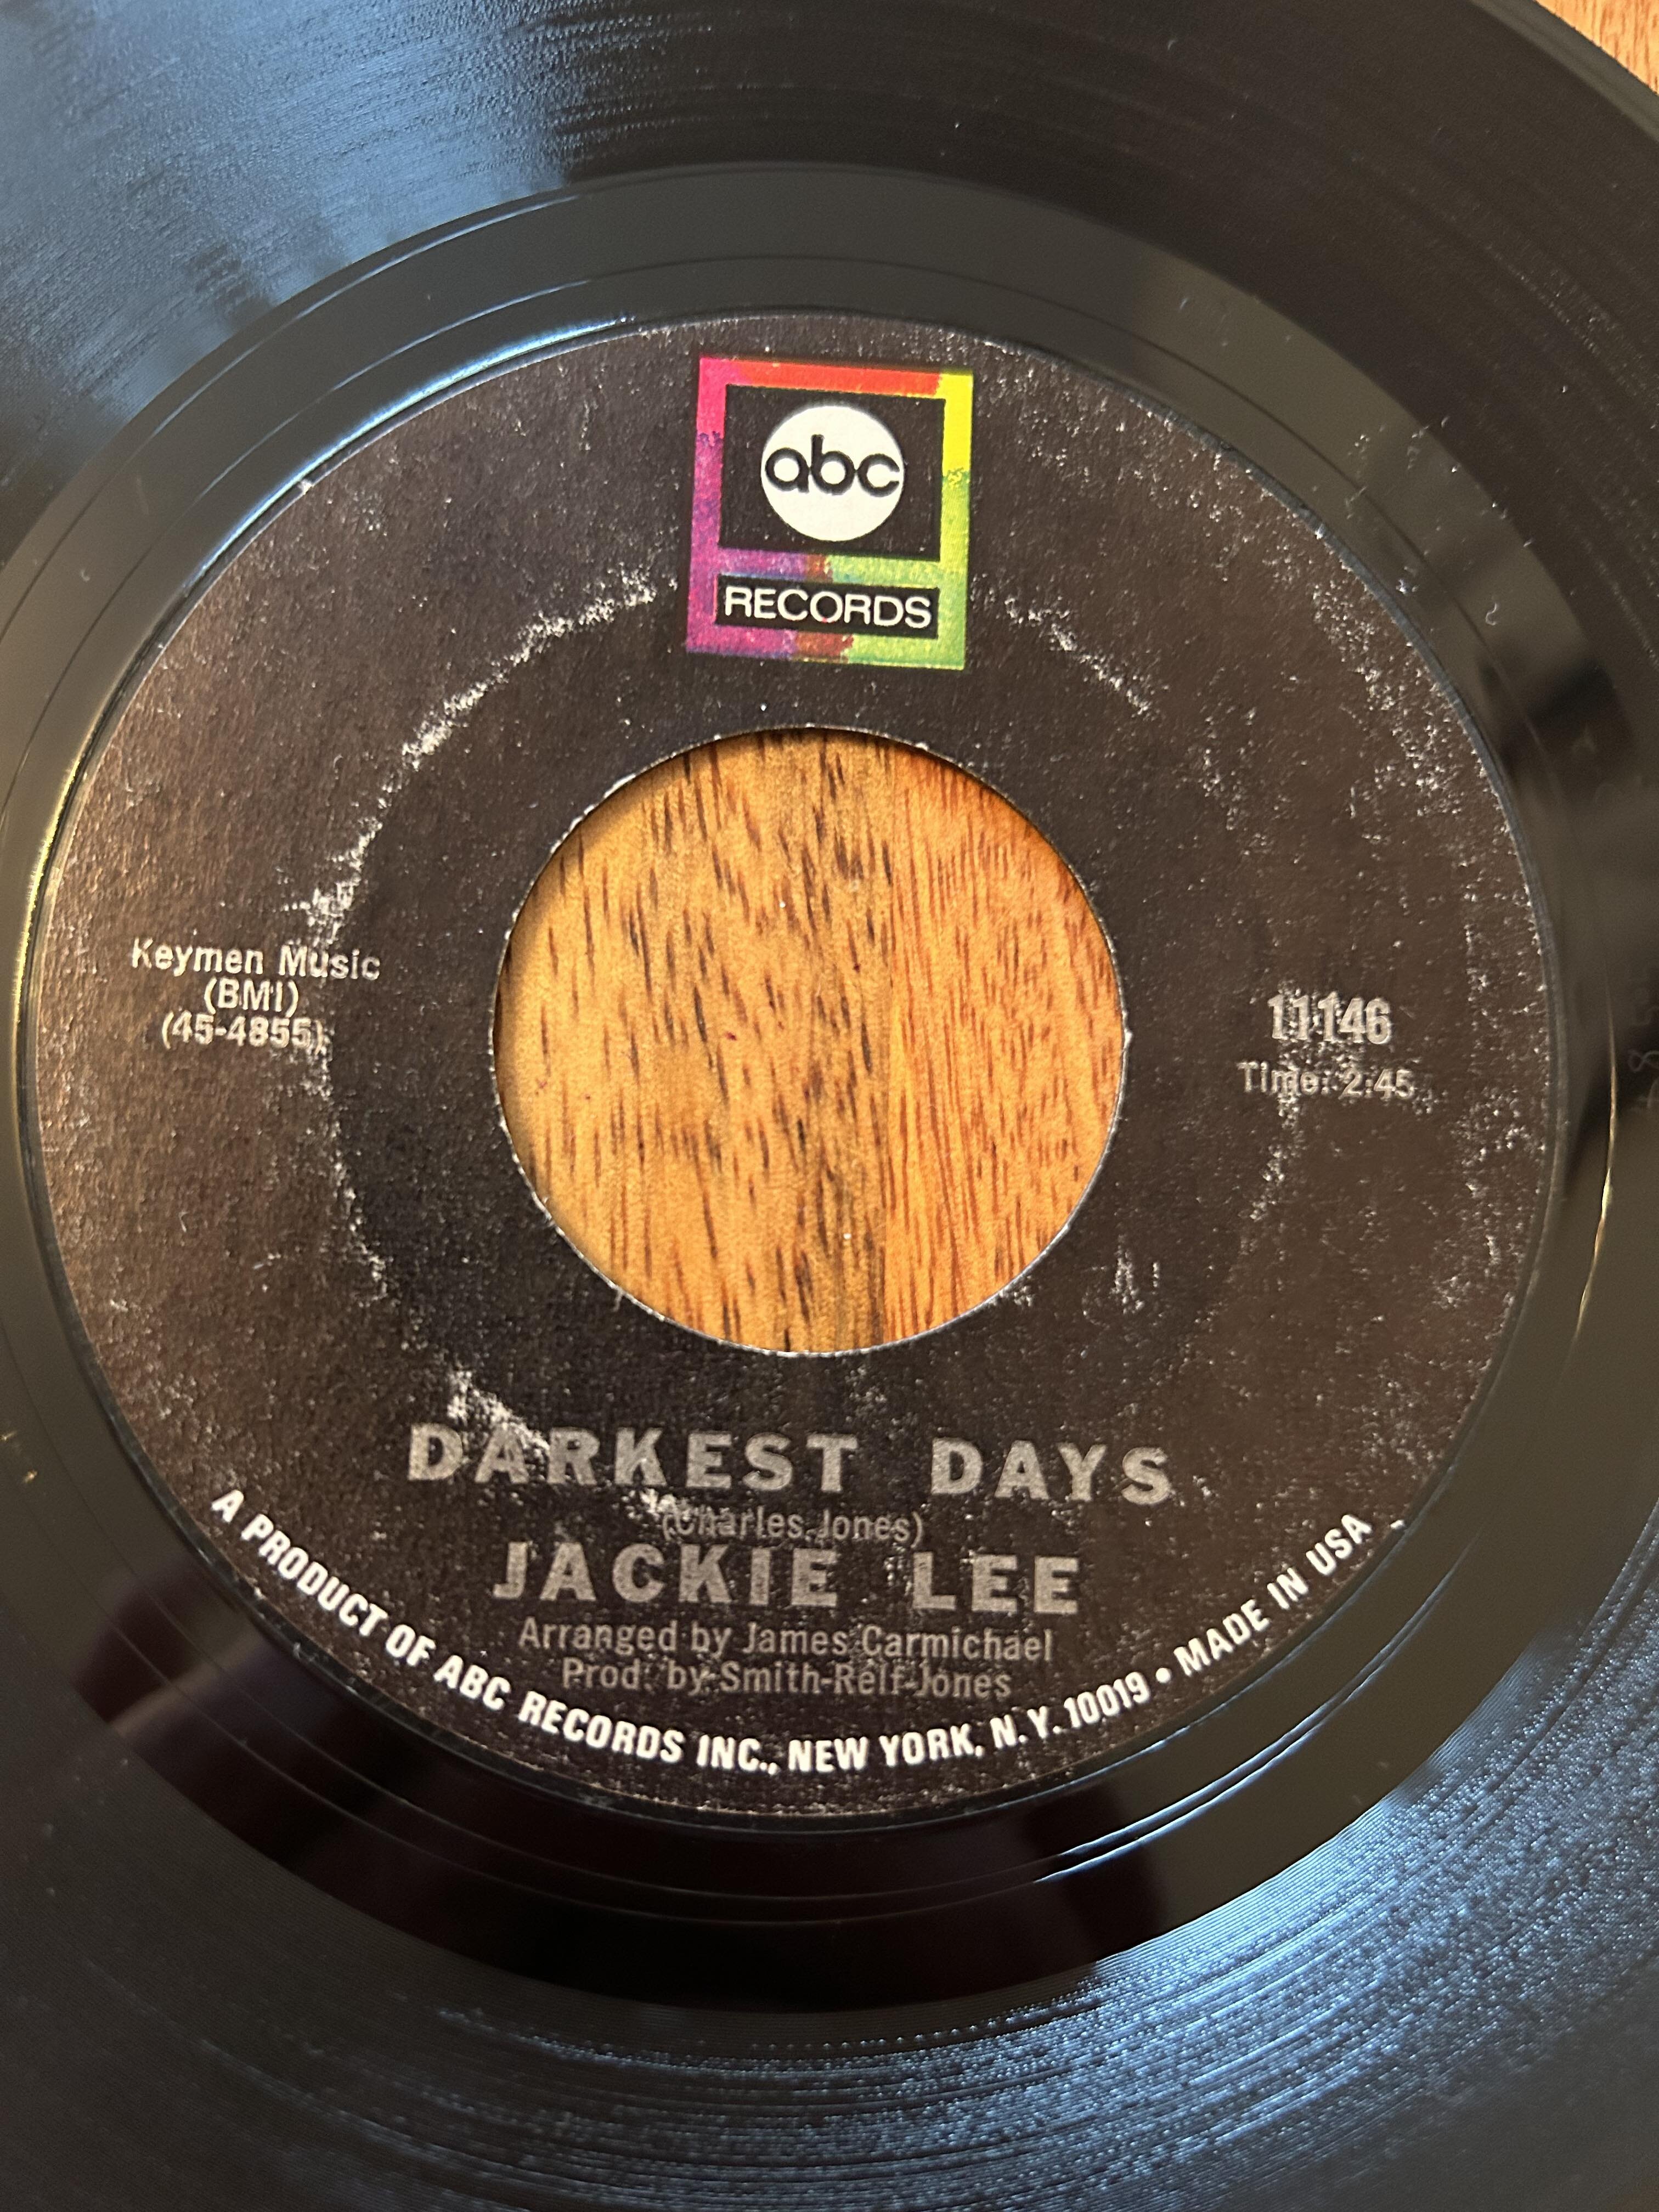 abc
RECORDS
Keymen Music
(BMI)
(45-4855)
11146
Time: 2:45
DARKEST DAYS
(Charles Jones)
JACKIE LEE
Arranged by James Carmichael
Prod. by Smith-Relf-Jones
A PRODUCT OF ABC RECORDS INC., NEW YORK, N.Y. 10019 • MADE IN USA